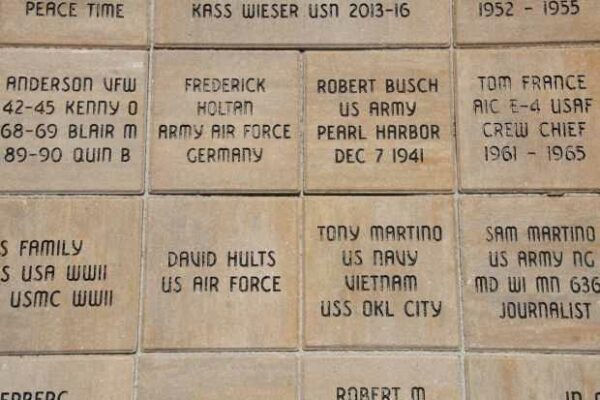 PEACE TIME
KASS WIESER USN 2013-16
1952 - 1955
ANDERSON VFW
42-45 KENNY O
68-69 BLAIR M
89-90 QUIN B
FREDERICK
HOLTAN
ARMY AIR FORCE
GERMANY
ROBERT BUSCH
US ARMY
PEARL HARBOR
DEC 7 1941
TOM FRANCE
A1C E-4 USAF
CREW CHIEF
1961 - 1965
S FAMILY
S USA WWII
USMC WWII
DAVID HULTS
US AIR FORCE
TONY MARTINO
US NAVY
VIETNAM
USS OKL CITY
SAM MARTINO
US ARMY NG
MD WI MN 636
JOURNALIST
ROBERT M